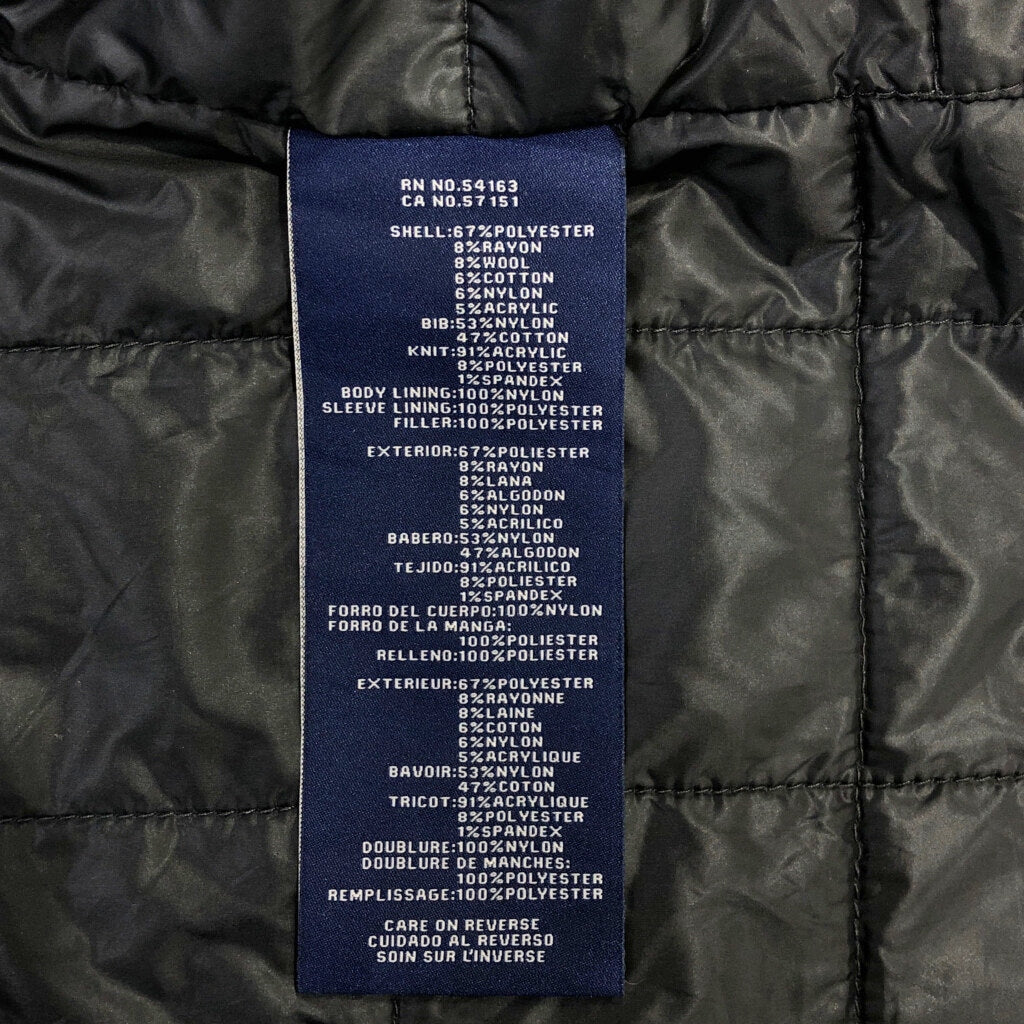 RN NO.54163
CA NO.57151
SHELL:67%POLYESTER
8%RAYON
8%WOOL
6%COTTON
6%NYLON
5%ACRYLIC
BIB:53%NYLON
47%COTTON
KNIT:91%ACRYLIC
8%POLYESTER
1%SPANDEX
BODY LINING:100%NYLON
SLEEVE LINING:100%POLYESTER
FILLER:100%POLYESTER
EXTERIOR:67%POLIESTER
8%RAYON
8%LANA
6%ALGODON
6%NYLON
5%ACRILICO
BABERO:53%NYLON
47%ALGODON
TEJIDO:91%ACRILICO
8%POLIESTER
1%SPANDEX
FORRO DEL CUERPO:100%NYLON
FORRO DE LA MANGA:
100%POLIESTER
RELLENO:100%POLIESTER
EXTERIEUR:67%POLYESTER
8%RAYONNE
8%LAINE
6%COTON
6%NYLON
5%ACRYLIQUE
BAVOIR:53%NYLON
47%COTON
TRICOT:91%ACRYLIQUE
8%POLYESTER
1%SPANDEX
DOUBLURE:100%NYLON
DOUBLURE DE MANCHES:
100%POLYESTER
REMPLISSAGE:100%POLYESTER
CARE ON REVERSE
CUIDADO AL REVERSO
SOIN SUR L'INVERSE